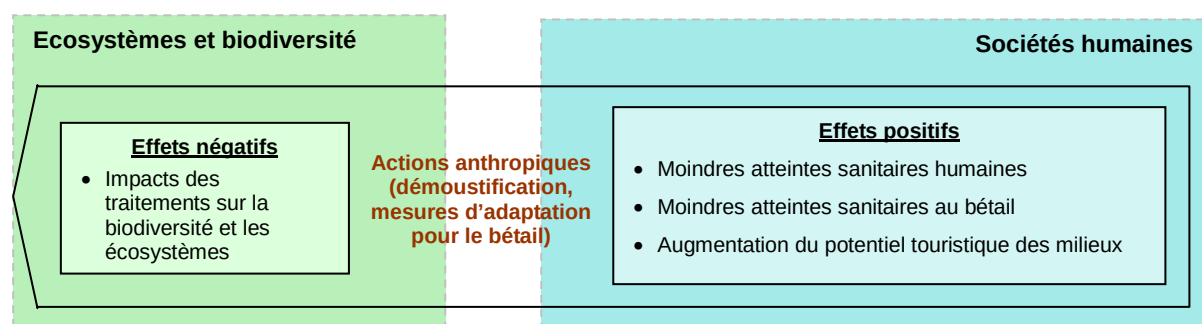 Ecosystèmes et biodiversité
Sociétés humaines
Effets négatifs
• Impacts des
traitements sur la
biodiversité et les
écosystèmes
Actions anthropiques
(démoustification,
mesures d'adaptation
pour le bétail)
Effets positifs
• Moindres atteintes sanitaires humaines
• Moindres atteintes sanitaires au bétail
• Augmentation du potentiel touristique des milieux